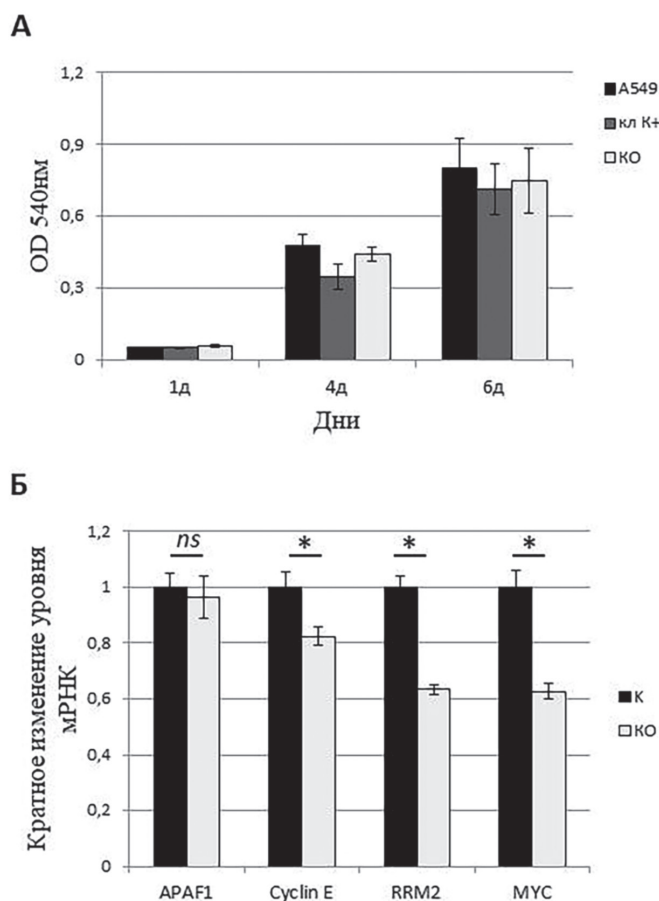 А
1,2
0,9
0,6
0,3
0
OD 540нм
1д
4д
6д
Дни
A549
кл K+
KO
Б
1,2
1
0,8
0,6
0,4
0,2
0
Кратное изменение уровня
мРНК
ns
*
*
*
APAF1
Cyclin E
RRM2
MYC
К
КО